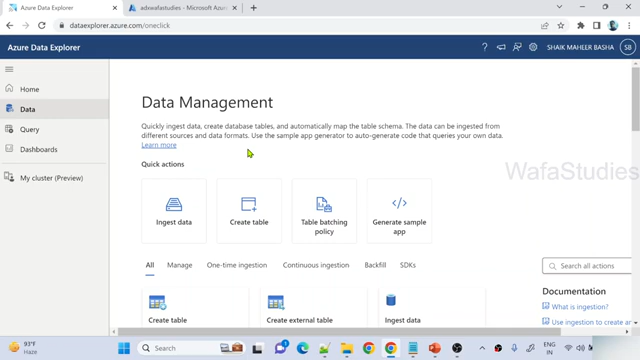 Azure Data Explorer
adxwafastudies - Microsoft Azu
dataexplorer.azure.com/oneclick
Azure Data Explorer
SHAIK MAHEER BASHA
SB
Home
Data
Query
Dashboards
My cluster (Preview)
Data Management
Quickly ingest data, create database tables, and automatically map the table schema. The data can be ingested from
different sources and data formats. Use the sample app generator to auto-generate code that queries your own data.
Learn more
WafaStudies
Quick actions
Ingest data
Create table
Table batching
policy
Generate sample
app
All
Manage
One-time ingestion
Continuous ingestion
Backfill
SDKs
Search all actions
Create table
Create external table
Ingest data
Documentation
What is ingestion?
Use ingestion to create an
93°F
Haze
Search
ENG
IN